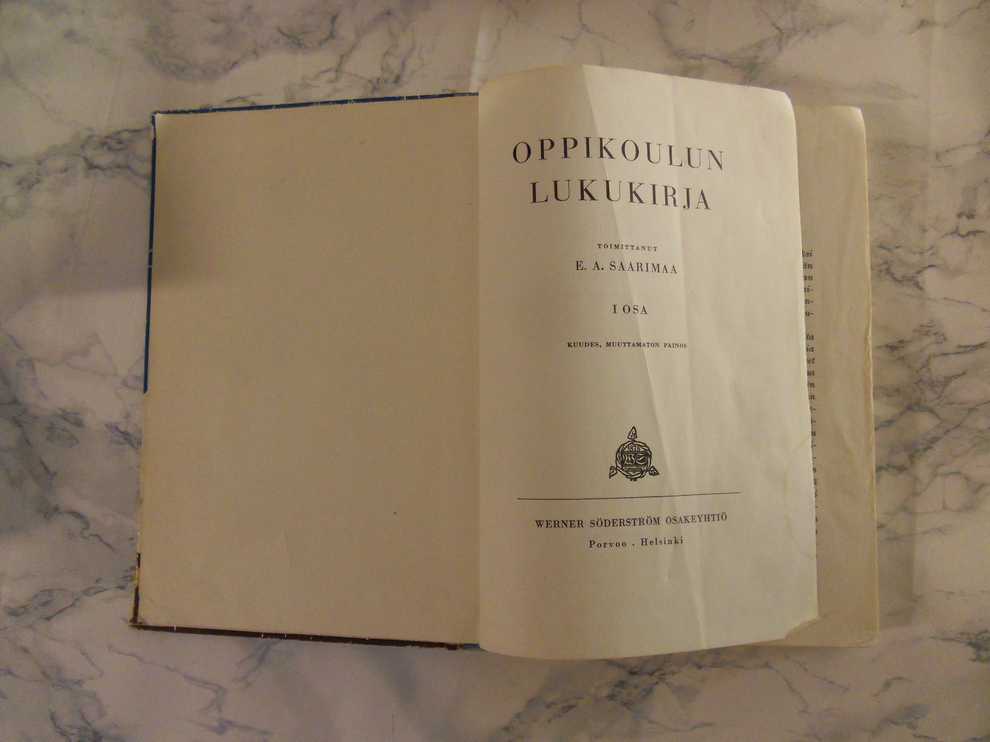 OPPIKOULUN
LUKUKIRJA
TOIMITTANUT
E. A. SAARIMAA
I OSA
KUUDES, MUUTTAMATON PAINOS
WERNER SÖDERSTRÖM OSAKEYHTIÖ
Porvoo . Helsinki